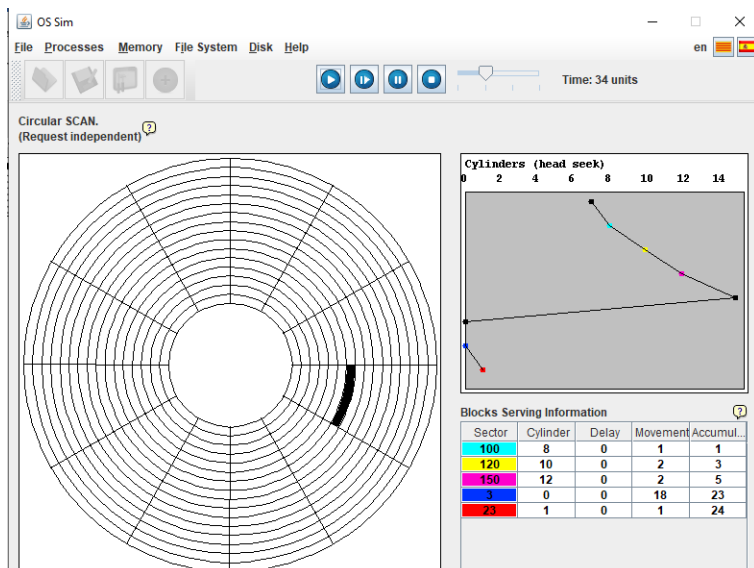 OS Sim
File Processes Memory File System Disk Help en
Time: 34 units
Circular SCAN.
(Request independent) ?
Cylinders (head seek)
0 2 4 6 8 10 12 14
Blocks Serving Information ?
Sector Cylinder Delay Movement Accumul...
100 8 0 1 1
120 10 0 2 3
150 12 0 2 5
3 0 0 18 23
23 1 0 1 24